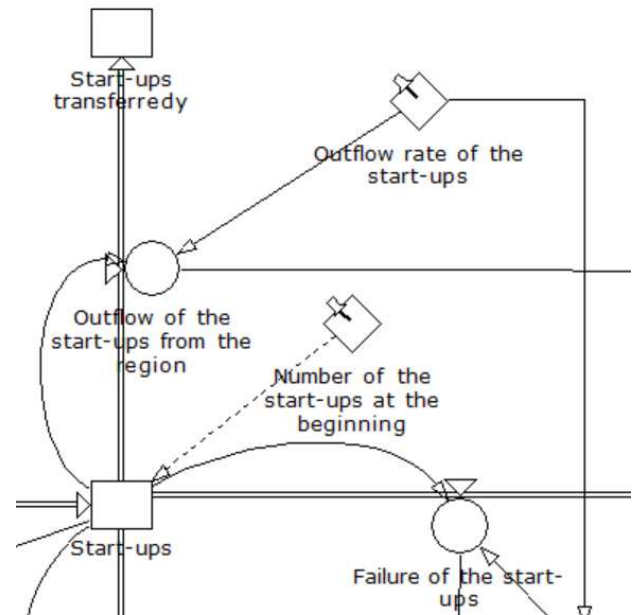 Start-ups
transferredy
Outflow rate of the
start-ups
Outflow of the
start-ups from the
region
Number of the
start-ups at the
beginning
Start-ups
Failure of the start-
ups